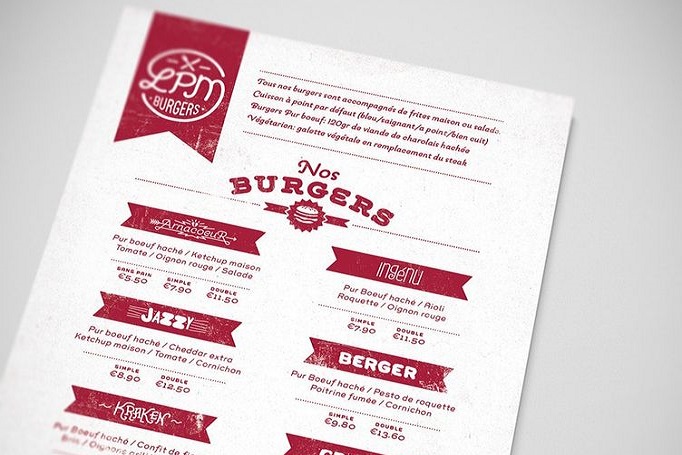 LPM
BURGERS
Tous nos burgers sont accompagnés de frites maison ou salade.
Cuisson à point par défaut (bleu/saignant/a point/bien cuit)
Burgers Pur boeuf: 120gr de viande de charolais hachée
Végétarien: galette végétale en remplacement du steak
Nos
BURGERS
ArnacoeuR
Pur boeuf haché / Ketchup maison
Tomate / Oignon rouge / Salade
SANS PAIN SIMPLE DOUBLE
€5.50 €7.90 €11.50
JAZZY
Pur boeuf haché / Cheddar extra
Ketchup maison / Tomate / Cornichon
SIMPLE DOUBLE
€8.90 €12.50
KRAKEN
Pur Boeuf haché / Confit de
Brin / Oignons
ingénu
Pur Boeuf haché / Aioli
Roquette / Oignon rouge
SIMPLE DOUBLE
€7.90 €11.50
BERGER
Pur Boeuf haché / Pesto de roquette
Poitrine fumée / Cornichon
SIMPLE DOUBLE
€9.80 €13.60